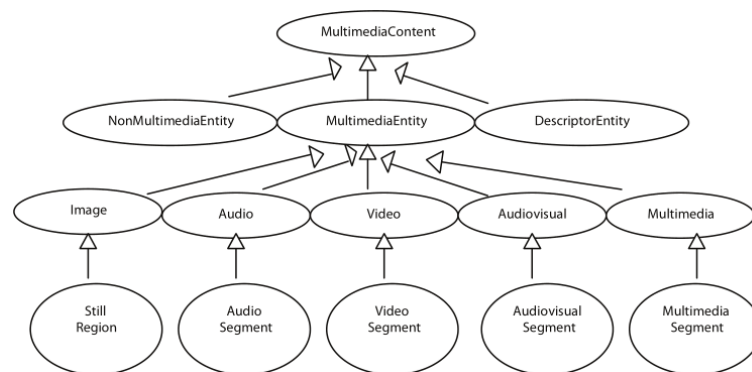 MultimediaContent
NonMultimediaEntity
MultimediaEntity
DescriptorEntity
Image
Audio
Video
Audiovisual
Multimedia
Still
Region
Audio
Segment
Video
Segment
Audiovisual
Segment
Multimedia
Segment